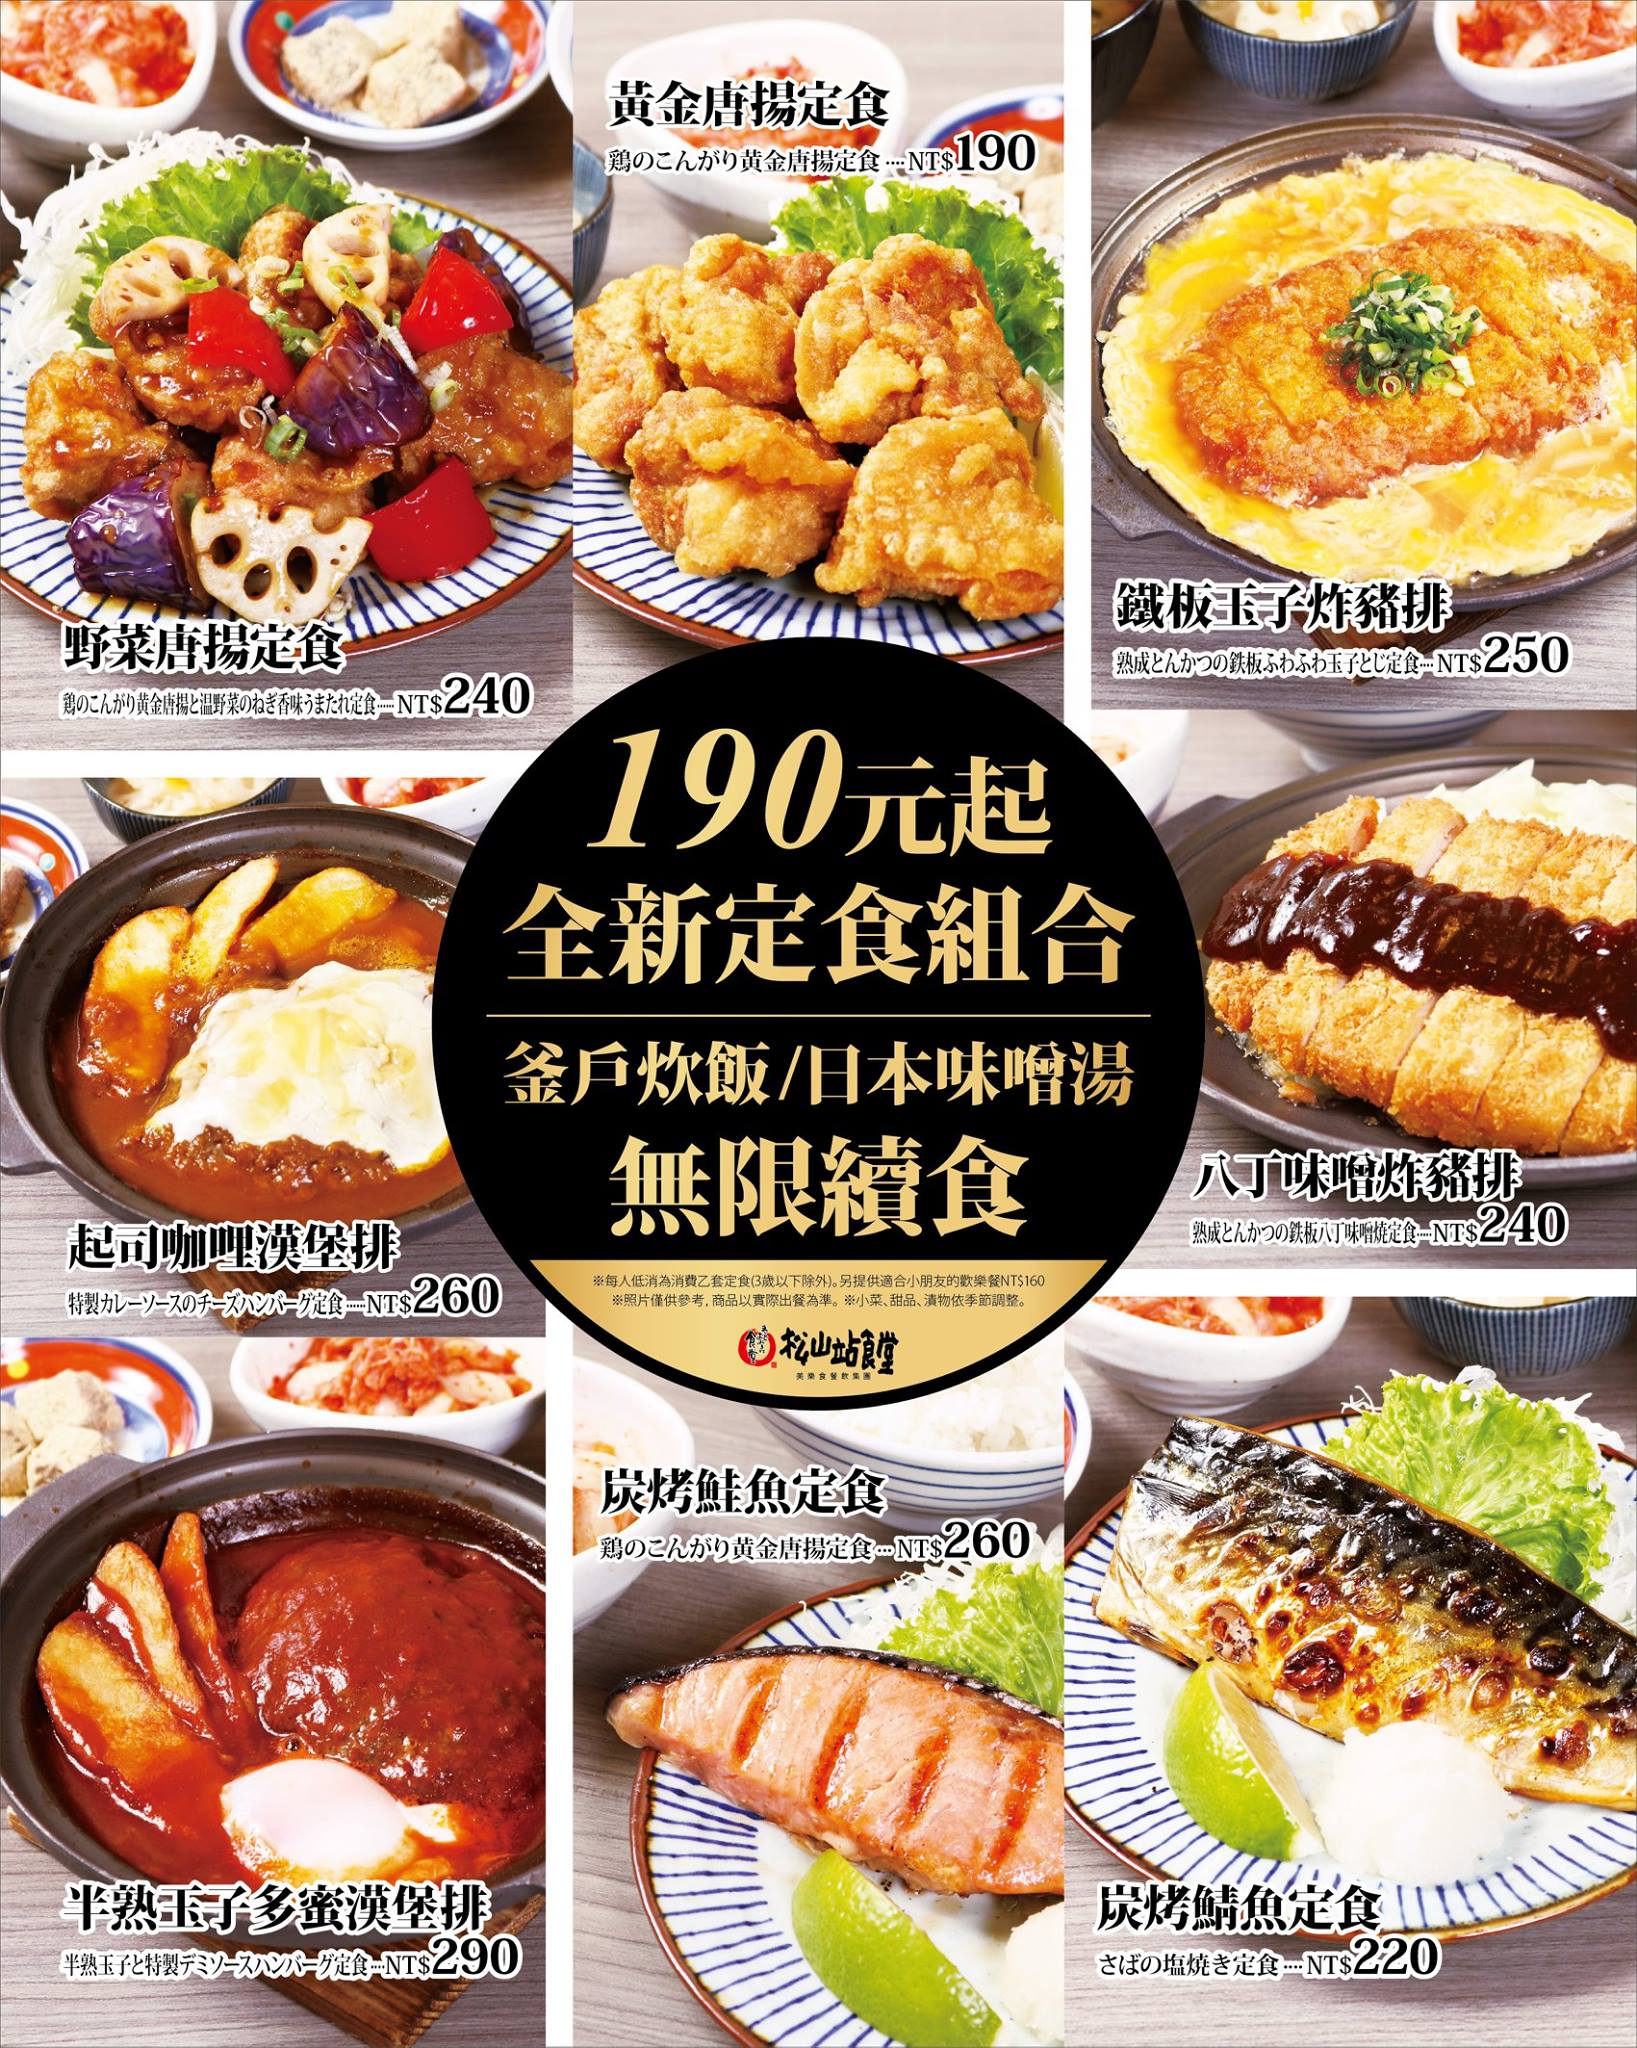 黃金唐揚定食
鶏のこんがり黄金唐揚定食····NT$190
野菜唐揚定食
鶏のこんがり黄金唐揚と温野菜のねぎ香味うまたれ定食·····NT$240
鐵板玉子炸豬排
熟成とんかつの鉄板ふわふわ玉子とじ定食···NT$250
190元起
全新定食組合
釜戶炊飯/日本味噌湯
無限續食
※每人低消為消費乙套定食(3歲以下除外)。另提供適合小朋友的歡樂餐NT$160
※照片僅供參考，商品以實際出餐為準。 ※小菜、甜品、漬物依季節調整。
食堂
松山站食堂
美樂食餐飲集團
八丁味噌炸豬排
熟成とんかつの鉄板八丁味噌焼定食····NT$240
起司咖哩漢堡排
特製カレーソースのチーズハンバーグ定食·····NT$260
炭烤鮭魚定食
鶏のこんがり黄金唐揚定食···NT$260
半熟玉子多蜜漢堡排
半熟玉子と特製デミソースハンバーグ定食···NT$290
炭烤鯖魚定食
さばの塩焼き定食····NT$220